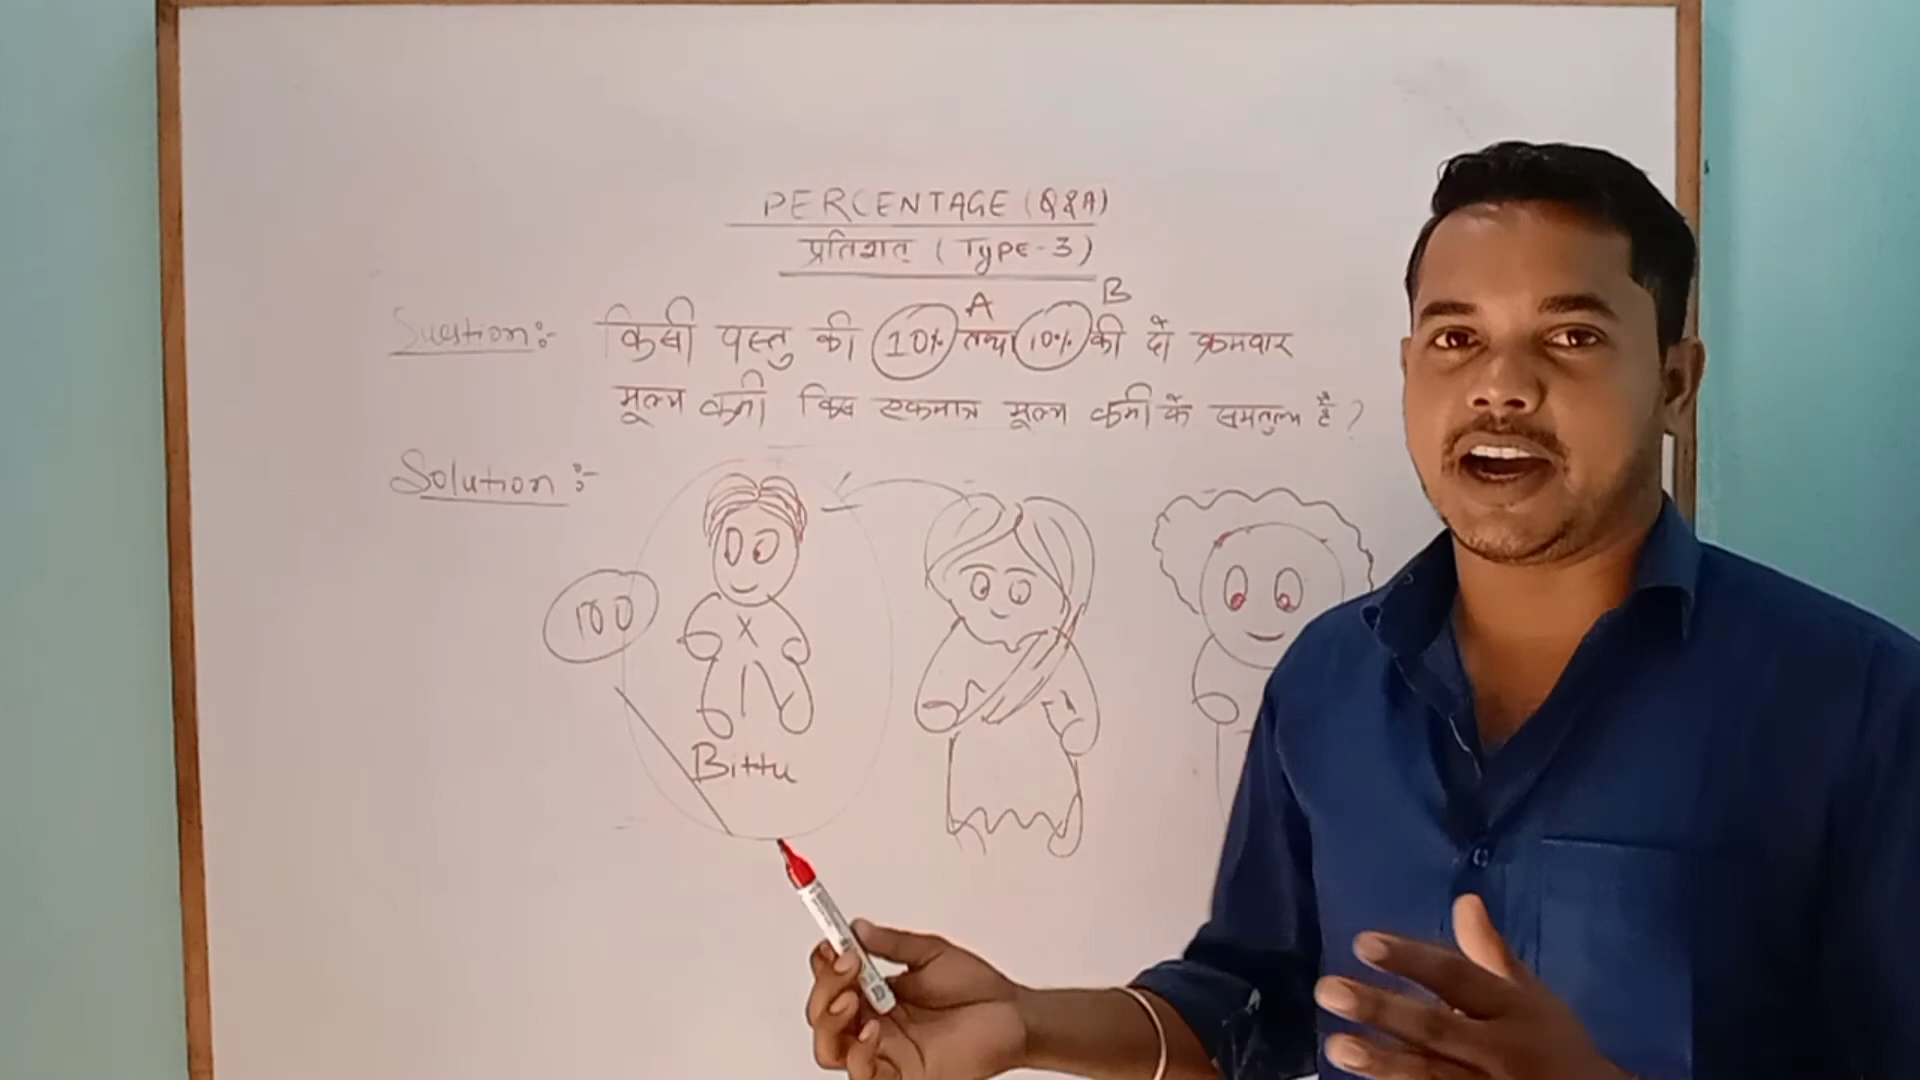 PERCENTAGE (Q&A)
प्रतिशत (Type-3)
A B
Question:- किसी वस्तु की 10% तथा 10% की दो क्रमवार
मूल्य कमी किस एकमात्र मूल्य कमी के समतुल्य है ?
Solution :-
100
Bittu